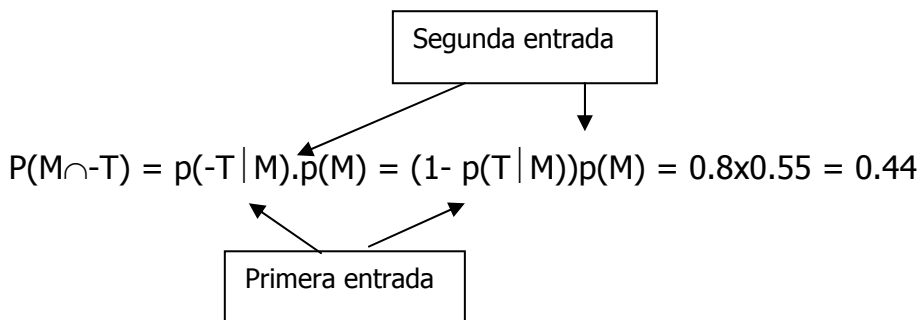 Segunda entrada
P(M∩-T) = p(-T│M).p(M) = (1- p(T│M))p(M) = 0.8x0.55 = 0.44
Primera entrada